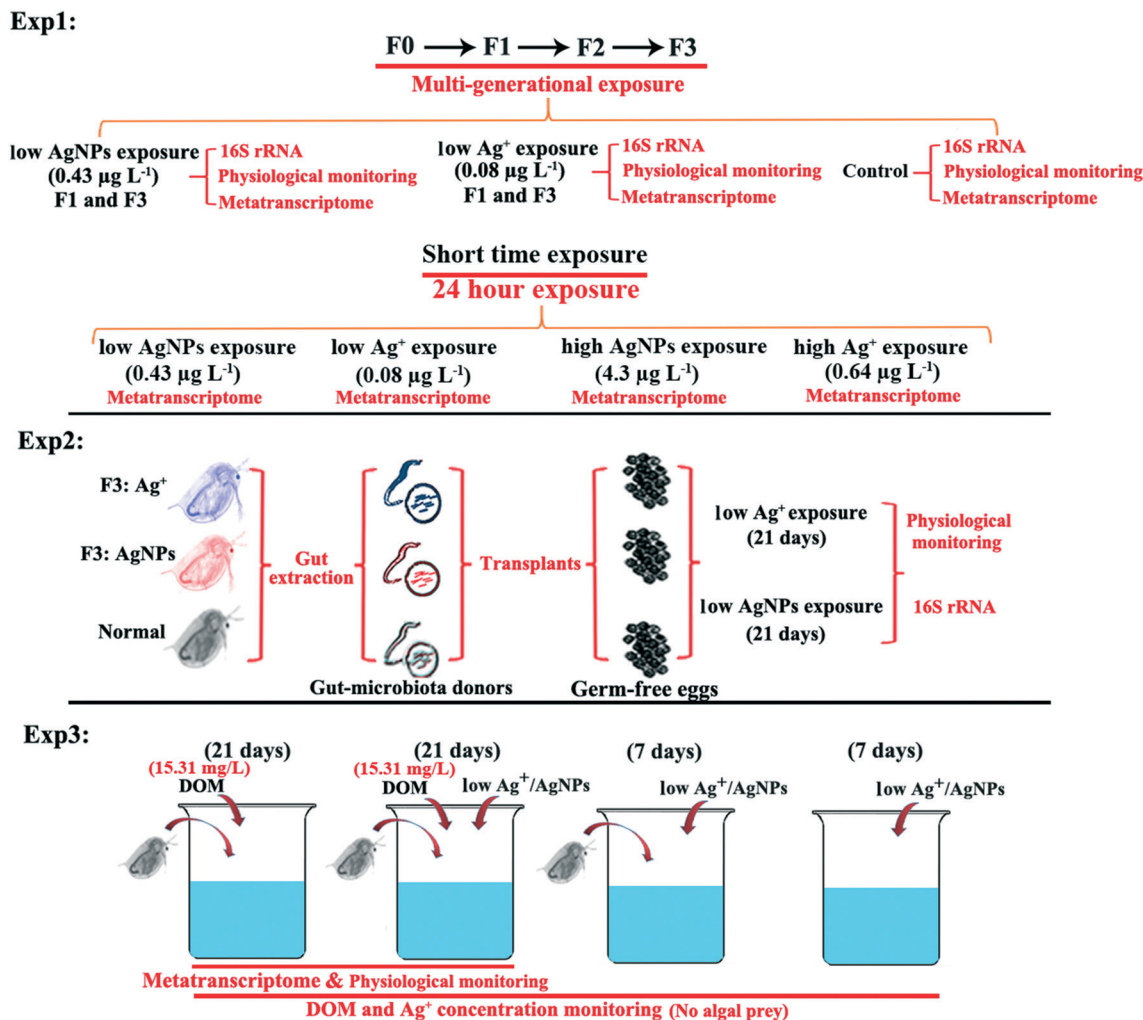 Exp1:
F0 → F1 → F2 → F3
Multi-generational exposure
low AgNPs exposure
(0.43 µg L⁻¹)
F1 and F3
16S rRNA
Physiological monitoring
Metatranscriptome
low Ag⁺ exposure
(0.08 µg L⁻¹)
F1 and F3
16S rRNA
Physiological monitoring
Metatranscriptome
Control
16S rRNA
Physiological monitoring
Metatranscriptome
Short time exposure
24 hour exposure
low AgNPs exposure
(0.43 µg L⁻¹)
Metatranscriptome
low Ag⁺ exposure
(0.08 µg L⁻¹)
Metatranscriptome
high AgNPs exposure
(4.3 µg L⁻¹)
Metatranscriptome
high Ag⁺ exposure
(0.64 µg L⁻¹)
Metatranscriptome
Exp2:
F3: Ag⁺
F3: AgNPs
Normal
Gut
extraction
Gut-microbiota donors
Transplants
Germ-free eggs
low Ag⁺ exposure
(21 days)
low AgNPs exposure
(21 days)
Physiological
monitoring
16S rRNA
Exp3:
(21 days)
(15.31 mg/L)
DOM
(21 days)
(15.31 mg/L)
DOM
low Ag⁺/AgNPs
(7 days)
low Ag⁺/AgNPs
(7 days)
low Ag⁺/AgNPs
Metatranscriptome & Physiological monitoring
DOM and Ag⁺ concentration monitoring (No algal prey)